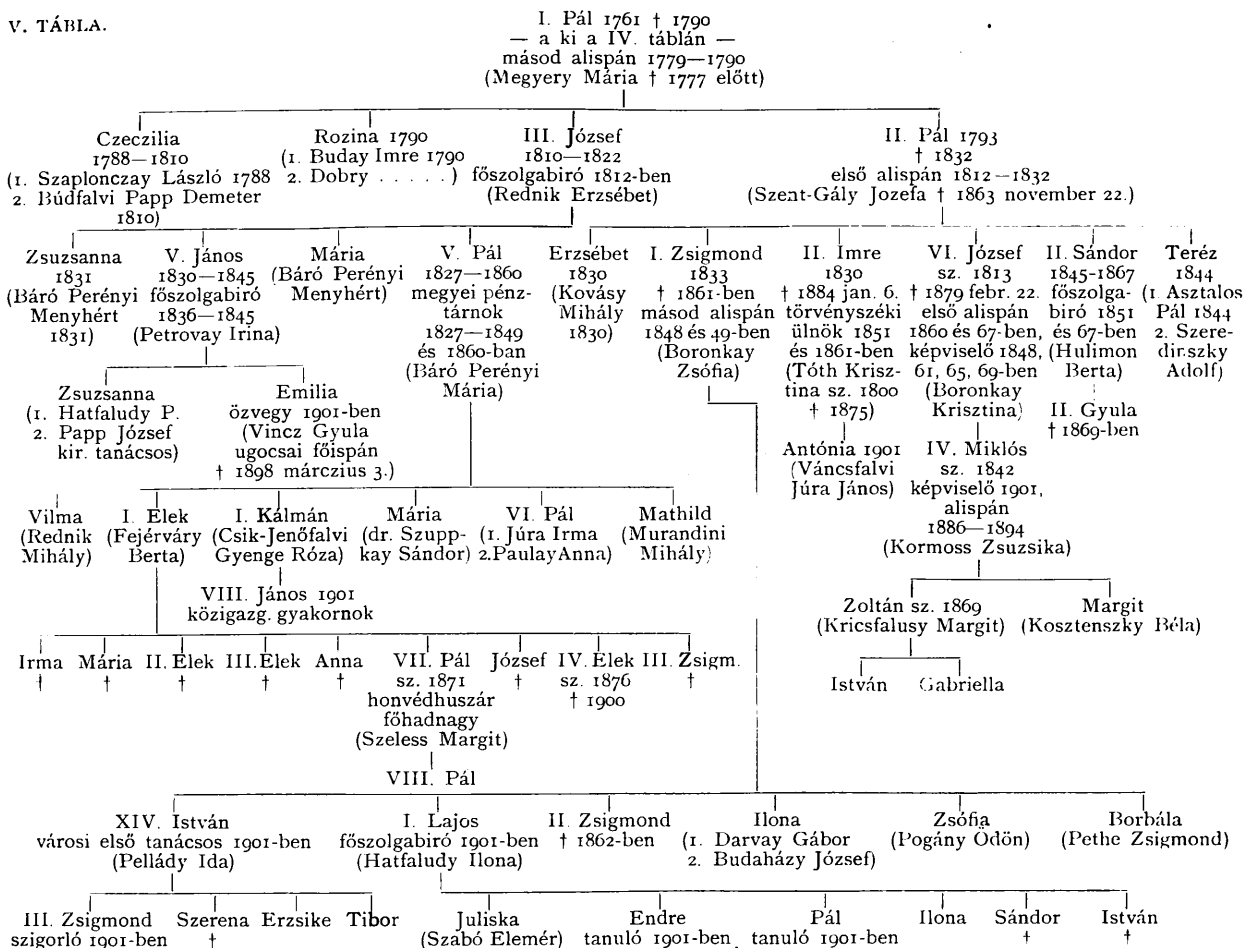 V. TÁBLA.
I. Pál 1761 † 1790
— a ki a IV. táblán —
másod alispán 1779—1790
(Megyery Mária † 1777 előtt)
Czeczilia
1788—1810
(1. Szaplonczay László 1788
2. Búdfalvi Papp Demeter
1810)
Rozina 1790
(1. Buday Imre 1790
2. Dobry . . . . . )
III. József
1810—1822
főszolgabiró 1812-ben
(Rednik Erzsébet)
II. Pál 1793
† 1832
első alispán 1812—1832
(Szent-Gály Jozefa † 1863 november 22.)
Zsuzsanna
1831
(Báró Perényi
Menyhért
1831)
V. János
1830—1845
főszolgabiró
1836—1845
(Petrovay Irina)
Mária
(Báró Perényi
Menyhért)
V. Pál
1827—1860
megyei pénz-
tárnok
1827—1849
és 1860-ban
(Báró Perényi
Mária)
Erzsébet
1830
(Kovásy
Mihály
1830)
I. Zsigmond
1833
† 1861-ben
másod alispán
1848 és 49-ben
(Boronkay
Zsófia)
II. Imre
1830
† 1884 jan. 6.
törvényszéki
ülnök 1851
és 1861-ben
(Tóth Krisz-
tina sz. 1800
† 1875)
VI. József
sz. 1813
† 1879 febr. 22.
első alispán
1860 és 67-ben,
képviselő 1848,
61, 65, 69-ben
(Boronkay
Krisztina)
II. Sándor
1845-1867
főszolga-
biró 1851
és 67-ben
(Hulimon
Berta)
Teréz
1844
(1. Asztalos
Pál 1844
2. Szere-
dinszky
Adolf)
Zsuzsanna
(1. Hatfaludy P.
2. Papp József
kir. tanácsos)
Emilia
özvegy 1901-ben
(Vincz Gyula
ugocsai főispán
† 1898 márczius 3.)
Antónia 1901
(Váncsfalvi
Júra János)
IV. Miklós
sz. 1842
képviselő 1901,
alispán
1886—1894
(Kormoss Zsuzsika)
II. Gyula
† 1869-ben
Vilma
(Rednik
Mihály)
I. Elek
(Fejérváry
Berta)
I. Kálmán
(Csik-Jenőfalvi
Gyenge Róza)
Mária
(dr. Szupp-
kay Sándor)
VI. Pál
(1. Júra Irma
2. Paulay Anna)
Mathild
(Murandini
Mihály)
VIII. János 1901
közigazg. gyakornok
Zoltán sz. 1869
(Kricsfalusy Margit)
Margit
(Kosztenszky Béla)
István
Gabriella
Irma
†
Mária
†
II. Elek
†
III. Elek
†
Anna
†
VII. Pál
sz. 1871
honvédhuszár
főhadnagy
(Szeless Margit)
József
†
IV. Elek
sz. 1876
† 1900
III. Zsigm.
†
VIII. Pál
XIV. István
városi első tanácsos 1901-ben
(Pellády Ida)
I. Lajos
főszolgabiró 1901-ben
(Hatfaludy Ilona)
II. Zsigmond
† 1862-ben
Ilona
(1. Darvay Gábor
2. Budaházy József)
Zsófia
(Pogány Ödön)
Borbála
(Pethe Zsigmond)
III. Zsigmond
szigorló 1901-ben
Szerena
†
Erzsike
Tibor
Juliska
(Szabó Elemér)
Endre
tanuló 1901-ben
Pál
tanuló 1901-ben
Ilona
Sándor
†
István
†